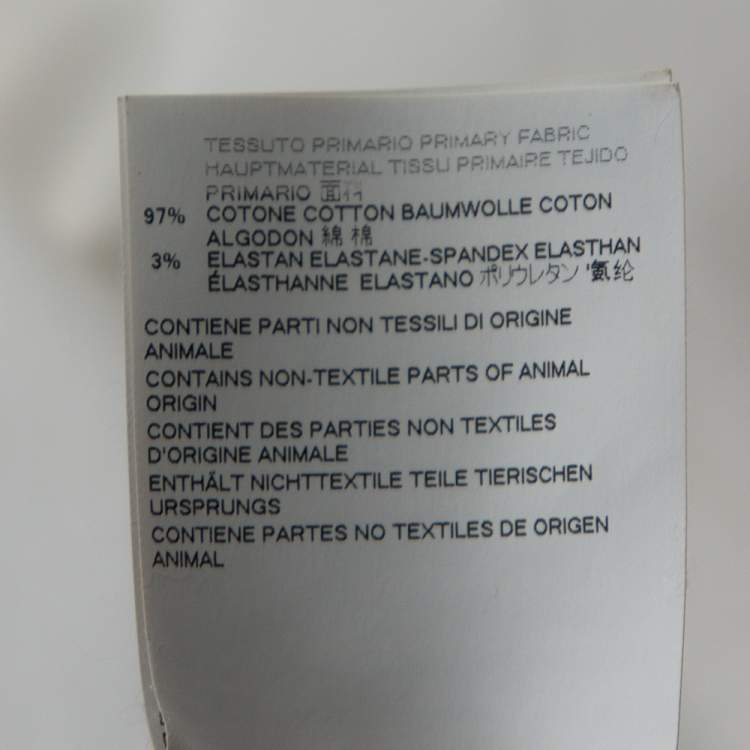 TESSUTO PRIMARIO PRIMARY FABRIC
HAUPTMATERIAL TISSU PRIMAIRE TEJIDO
PRIMARIO 面料
97% COTONE COTTON BAUMWOLLE COTON
ALGODON 綿 棉
3% ELASTAN ELASTANE-SPANDEX ELASTHAN
ÉLASTHANNE ELASTANO ポリウレタン '氨纶
CONTIENE PARTI NON TESSILI DI ORIGINE
ANIMALE
CONTAINS NON-TEXTILE PARTS OF ANIMAL
ORIGIN
CONTIENT DES PARTIES NON TEXTILES
D'ORIGINE ANIMALE
ENTHÄLT NICHTTEXTILE TEILE TIERISCHEN
URSPRUNGS
CONTIENE PARTES NO TEXTILES DE ORIGEN
ANIMAL